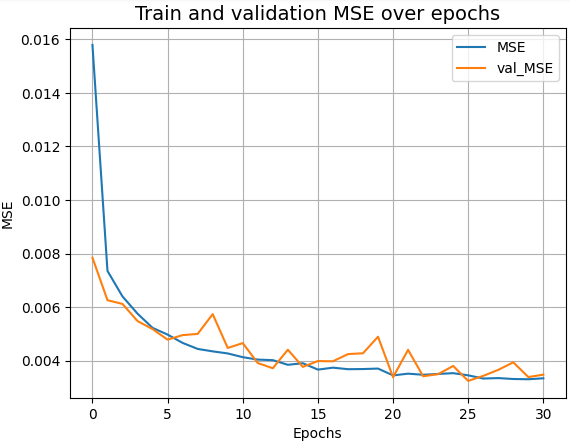 Train and validation MSE over epochs
MSE
val_MSE
0.016
0.014
0.012
0.010
0.008
0.006
0.004
MSE
0 5 10 15 20 25 30
Epochs